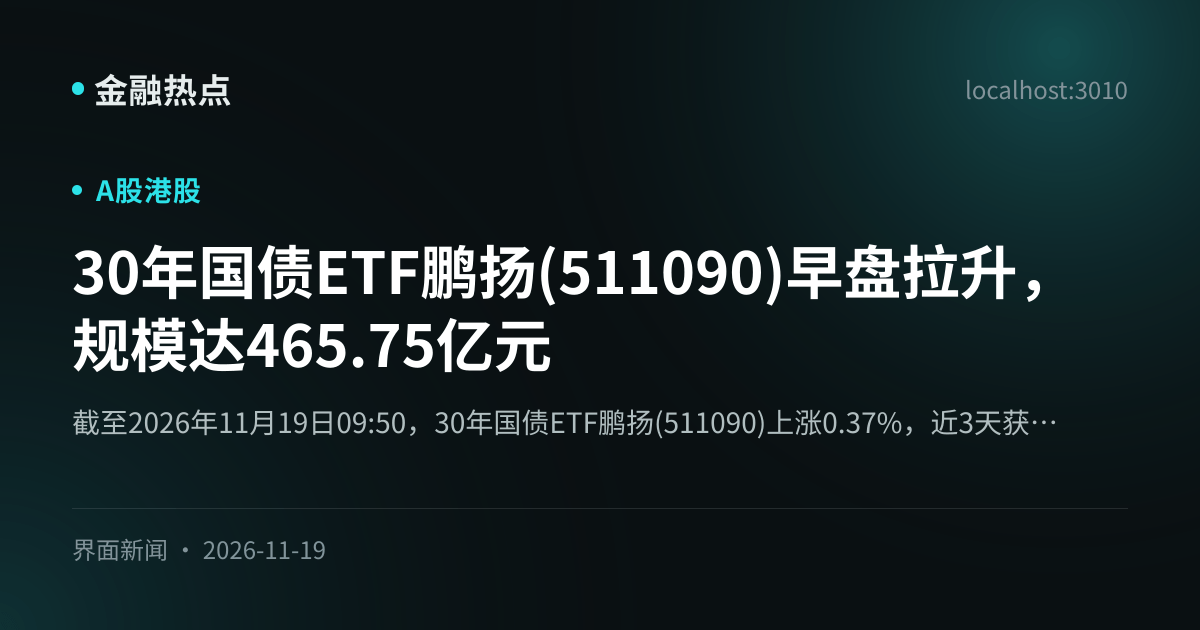 金融热点
localhost:3010
A股港股
30年国债ETF鹏扬(511090)早盘拉升，
规模达465.75亿元
截至2026年11月19日09:50，30年国债ETF鹏扬(511090)上涨0.37%，近3天获…
界面新闻 • 2026-11-19